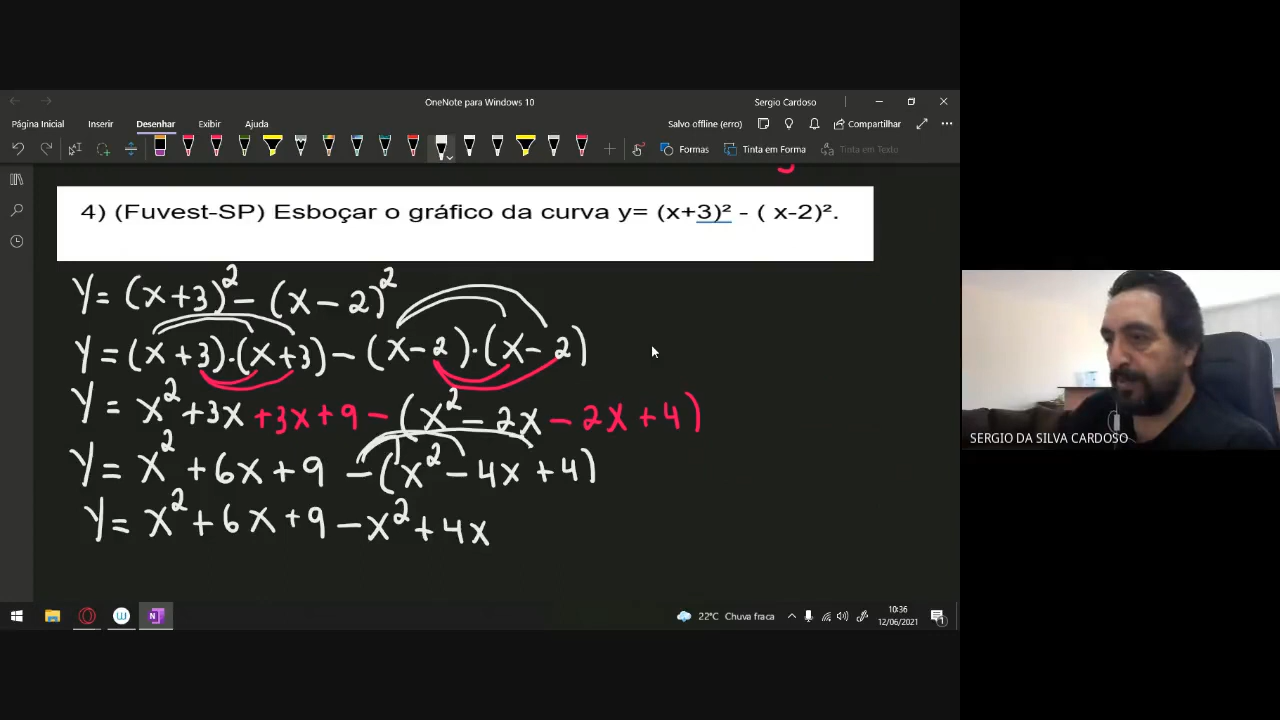 OneNote para Windows 10
Sergio Cardoso
Página Inicial Inserir Desenhar Exibir Ajuda
Salvo offline (erro) Compartilhar
Formas Tinta em Forma Tinta em Texto
4) (Fuvest-SP) Esboçar o gráfico da curva y= (x+3)² - ( x-2)².
Y = (x+3)² - (x-2)²
Y = (x+3)·(x+3) - (x-2)·(x-2)
Y = x² + 3x + 3x + 9 - (x² - 2x - 2x + 4)
Y = x² + 6x + 9 - (x² - 4x + 4)
Y = x² + 6x + 9 - x² + 4x
SERGIO DA SILVA CARDOSO
22°C Chuva fraca
10:36
12/06/2021